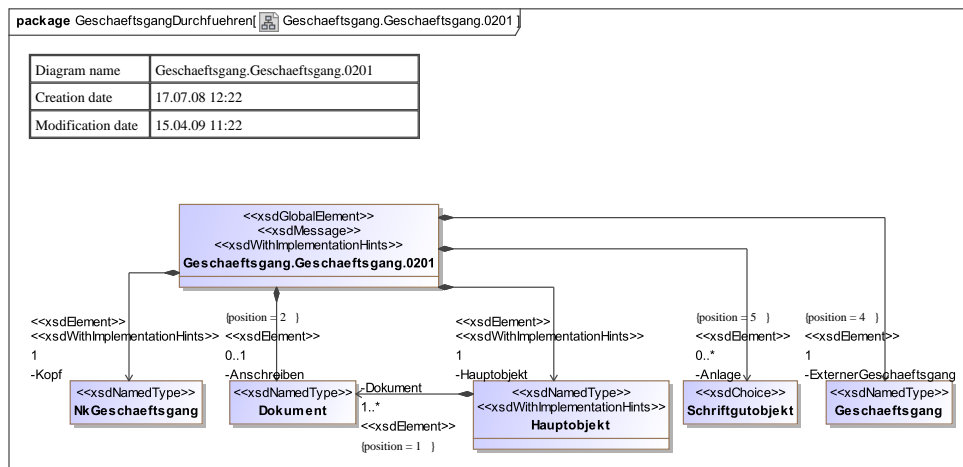 package GeschaeftsgangDurchfuehren[ Geschaeftsgang.Geschaeftsgang.0201 ]
Diagram name Geschaeftsgang.Geschaeftsgang.0201
Creation date 17.07.08 12:22
Modification date 15.04.09 11:22
<<xsdGlobalElement>>
<<xsdMessage>>
<<xsdWithImplementationHints>>
Geschaeftsgang.Geschaeftsgang.0201
<<xsdElement>>
<<xsdWithImplementationHints>>
1
-Kopf
{position = 2 }
<<xsdElement>>
0..1
-Anschreiben
<<xsdElement>>
<<xsdWithImplementationHints>>
1
-Hauptobjekt
{position = 5 }
<<xsdElement>>
0..*
-Anlage
{position = 4 }
<<xsdElement>>
1
-ExternerGeschaeftsgang
<<xsdNamedType>>
NkGeschaeftsgang
<<xsdNamedType>>
Dokument
-Dokument
1..*
<<xsdElement>>
{position = 1 }
<<xsdNamedType>>
<<xsdWithImplementationHints>>
Hauptobjekt
<<xsdChoice>>
Schriftgutobjekt
<<xsdNamedType>>
Geschaeftsgang